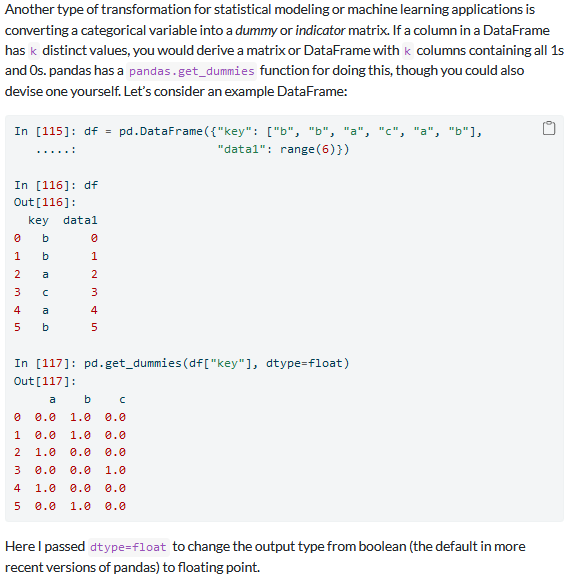 Another type of transformation for statistical modeling or machine learning applications is
converting a categorical variable into a dummy or indicator matrix. If a column in a DataFrame
has k distinct values, you would derive a matrix or DataFrame with k columns containing all 1s
and 0s. pandas has a pandas.get_dummies function for doing this, though you could also
devise one yourself. Let's consider an example DataFrame:
In [115]: df = pd.DataFrame({"key": ["b", "b", "a", "c", "a", "b"],
.....:                    "data1": range(6)})
In [116]: df
Out[116]:
  key  data1
0   b      0
1   b      1
2   a      2
3   c      3
4   a      4
5   b      5
In [117]: pd.get_dummies(df["key"], dtype=float)
Out[117]:
     a    b    c
0  0.0  1.0  0.0
1  0.0  1.0  0.0
2  1.0  0.0  0.0
3  0.0  0.0  1.0
4  1.0  0.0  0.0
5  0.0  1.0  0.0
Here I passed dtype=float to change the output type from boolean (the default in more
recent versions of pandas) to floating point.